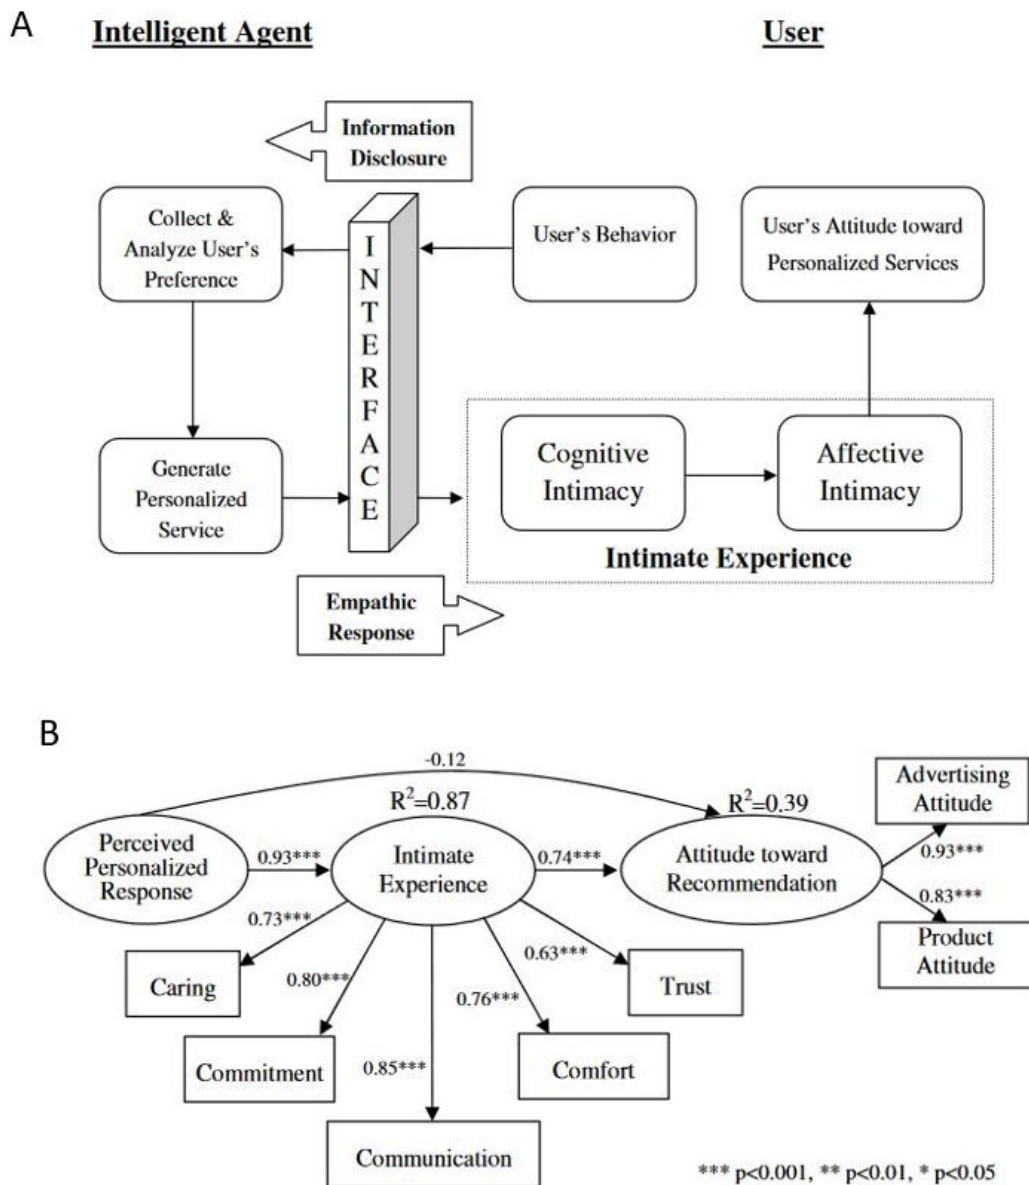 A
Intelligent Agent
User
Information
Disclosure
Collect &
Analyze User's
Preference
INTERFACE
User's Behavior
User's Attitude toward
Personalized Services
Generate
Personalized
Service
Cognitive
Intimacy
Affective
Intimacy
Intimate Experience
Empathic
Response
B
-0.12
R²=0.87
R²=0.39
Advertising
Attitude
Perceived
Personalized
Response
0.93***
Intimate
Experience
0.74***
Attitude toward
Recommendation
0.93***
0.83***
Product
Attitude
0.73***
Caring
0.80***
Commitment
0.85***
Communication
0.76***
Comfort
0.63***
Trust
*** p<0.001, ** p<0.01, * p<0.05